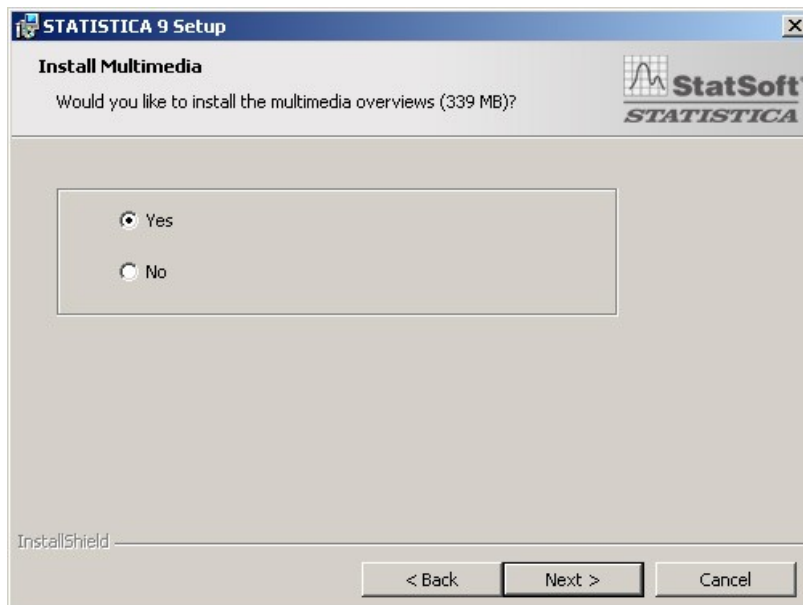 STATISTICA 9 Setup
Install Multimedia
Would you like to install the multimedia overviews (339 MB)?
StatSoft
STATISTICA
Yes
No
InstallShield
< Back
Next >
Cancel